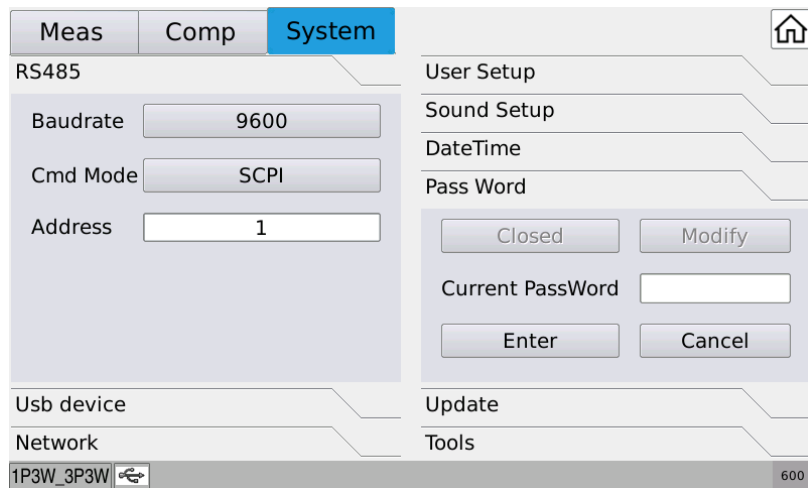 Meas Comp System
RS485
Baudrate 9600
Cmd Mode SCPI
Address 1
Usb device
Network
User Setup
Sound Setup
DateTime
Pass Word
Closed Modify
Current PassWord
Enter Cancel
Update
Tools
1P3W_3P3W 600